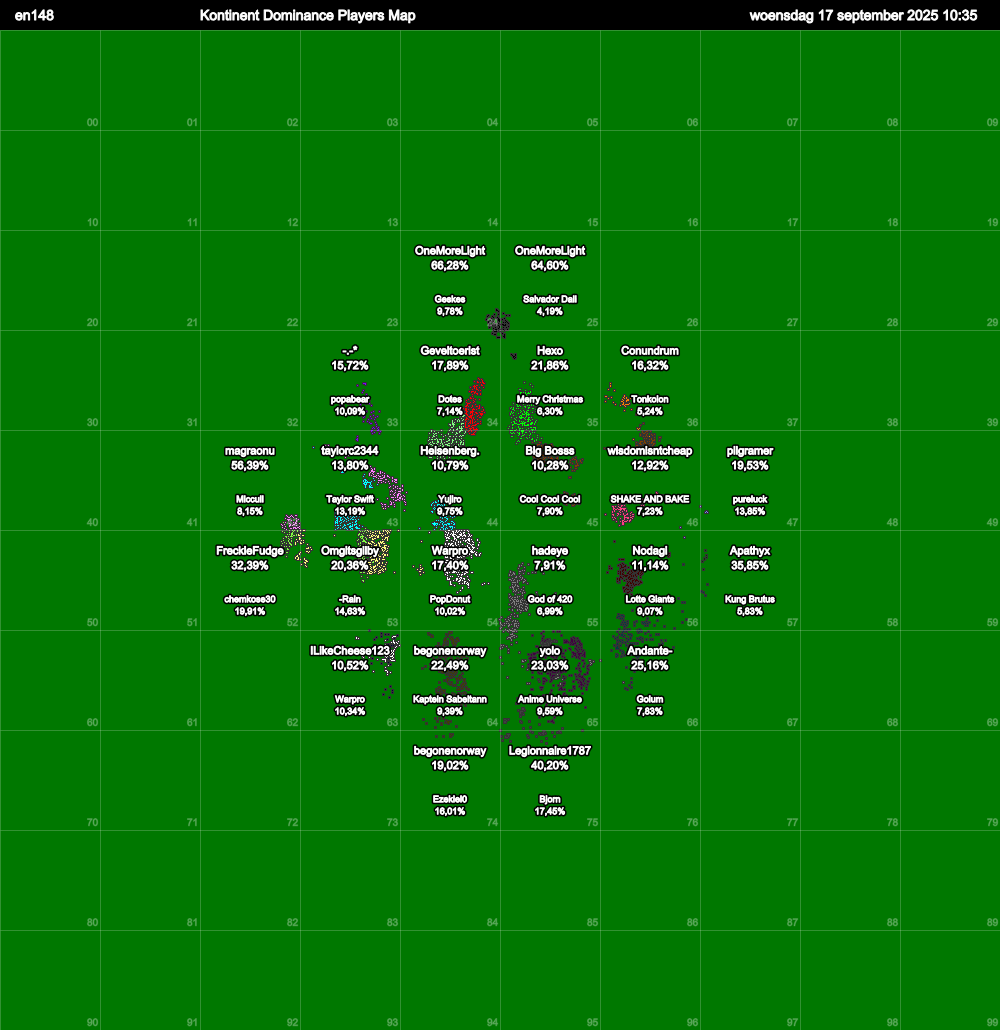 en148 Kontinent Dominance Players Map woensdag 17 september 2025 10:35
00 01 02 03 04 05 06 07 08 09
10 11 12 13 14 15 16 17 18 19
OneMoreLight OneMoreLight
66,28% 64,60%
Geskes Salvador Dali
9,78% 4,19%
20 21 22 23 25 26 27 28 29
-.-* Geveltoerist Hexo Conundrum
15,72% 17,89% 21,86% 16,32%
popabear Dotes Merry Christmas Tonkolon
10,09% 7,14% 6,30% 5,24%
30 31 32 33 34 35 36 37 38 39
magraonu taylorc2344 Heisenberg. Big Bosss wisdomisntcheap pilgramer
56,39% 13,80% 10,79% 10,28% 12,92% 19,53%
Miccull Taylor Swift Yujiro Cool Cool Cool SHAKE AND BAKE pureluck
8,15% 13,19% 9,75% 7,90% 7,23% 13,85%
40 41 43 45 47 48 49
FreckleFudge Omgitsgilby Warpro hadeye Nodagi Apathyx
32,39% 20,36% 17,40% 7,91% 11,14% 35,85%
chemkose30 -Rain PopDonut God of 420 Lotte Giants Kung Brutus
19,91% 14,63% 10,02% 6,99% 9,07% 5,83%
50 51 52 53 54 55 56 57 58 59
ILikeCheese123 begonenorway yolo Andants-
10,52% 22,49% 23,03% 25,16%
Warpro Kaptein Sabeltann Anime Universe Golum
10,34% 9,39% 9,59% 7,83%
60 61 62 63 64 65 66 67 68 69
begonenorway Legionnaire1787
19,02% 40,20%
Ezekiel0 Bjorn
16,01% 17,45%
70 71 72 73 74 75 76 77 78 79
80 81 82 83 84 85 86 87 88 89
90 91 92 93 94 95 96 97 98 99